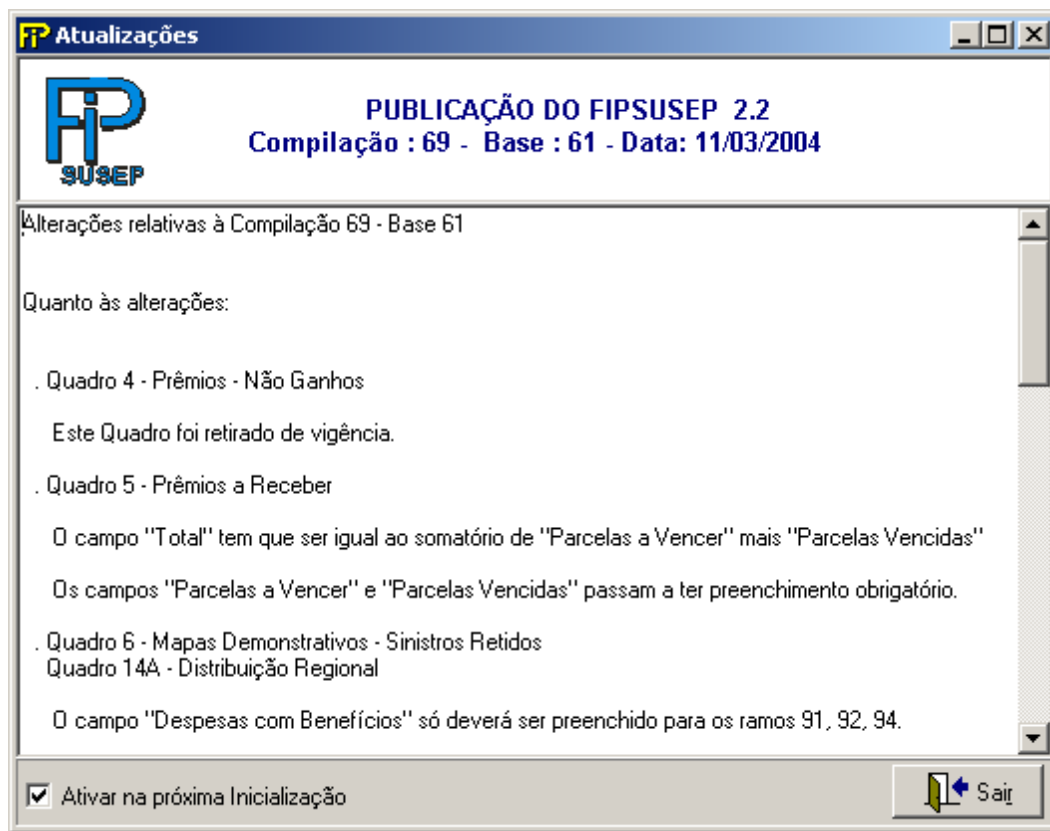 FiP Atualizações
FiP
SUSEP
PUBLICAÇÃO DO FIPSUSEP 2.2
Compilação : 69 - Base : 61 - Data: 11/03/2004
Alterações relativas à Compilação 69 - Base 61
Quanto às alterações:
. Quadro 4 - Prêmios - Não Ganhos
Este Quadro foi retirado de vigência.
. Quadro 5 - Prêmios a Receber
O campo "Total" tem que ser igual ao somatório de "Parcelas a Vencer" mais "Parcelas Vencidas"
Os campos "Parcelas a Vencer" e "Parcelas Vencidas" passam a ter preenchimento obrigatório.
. Quadro 6 - Mapas Demonstrativos - Sinistros Retidos
Quadro 14A - Distribuição Regional
O campo "Despesas com Benefícios" só deverá ser preenchido para os ramos 91, 92, 94.
Ativar na próxima Inicialização
Sair